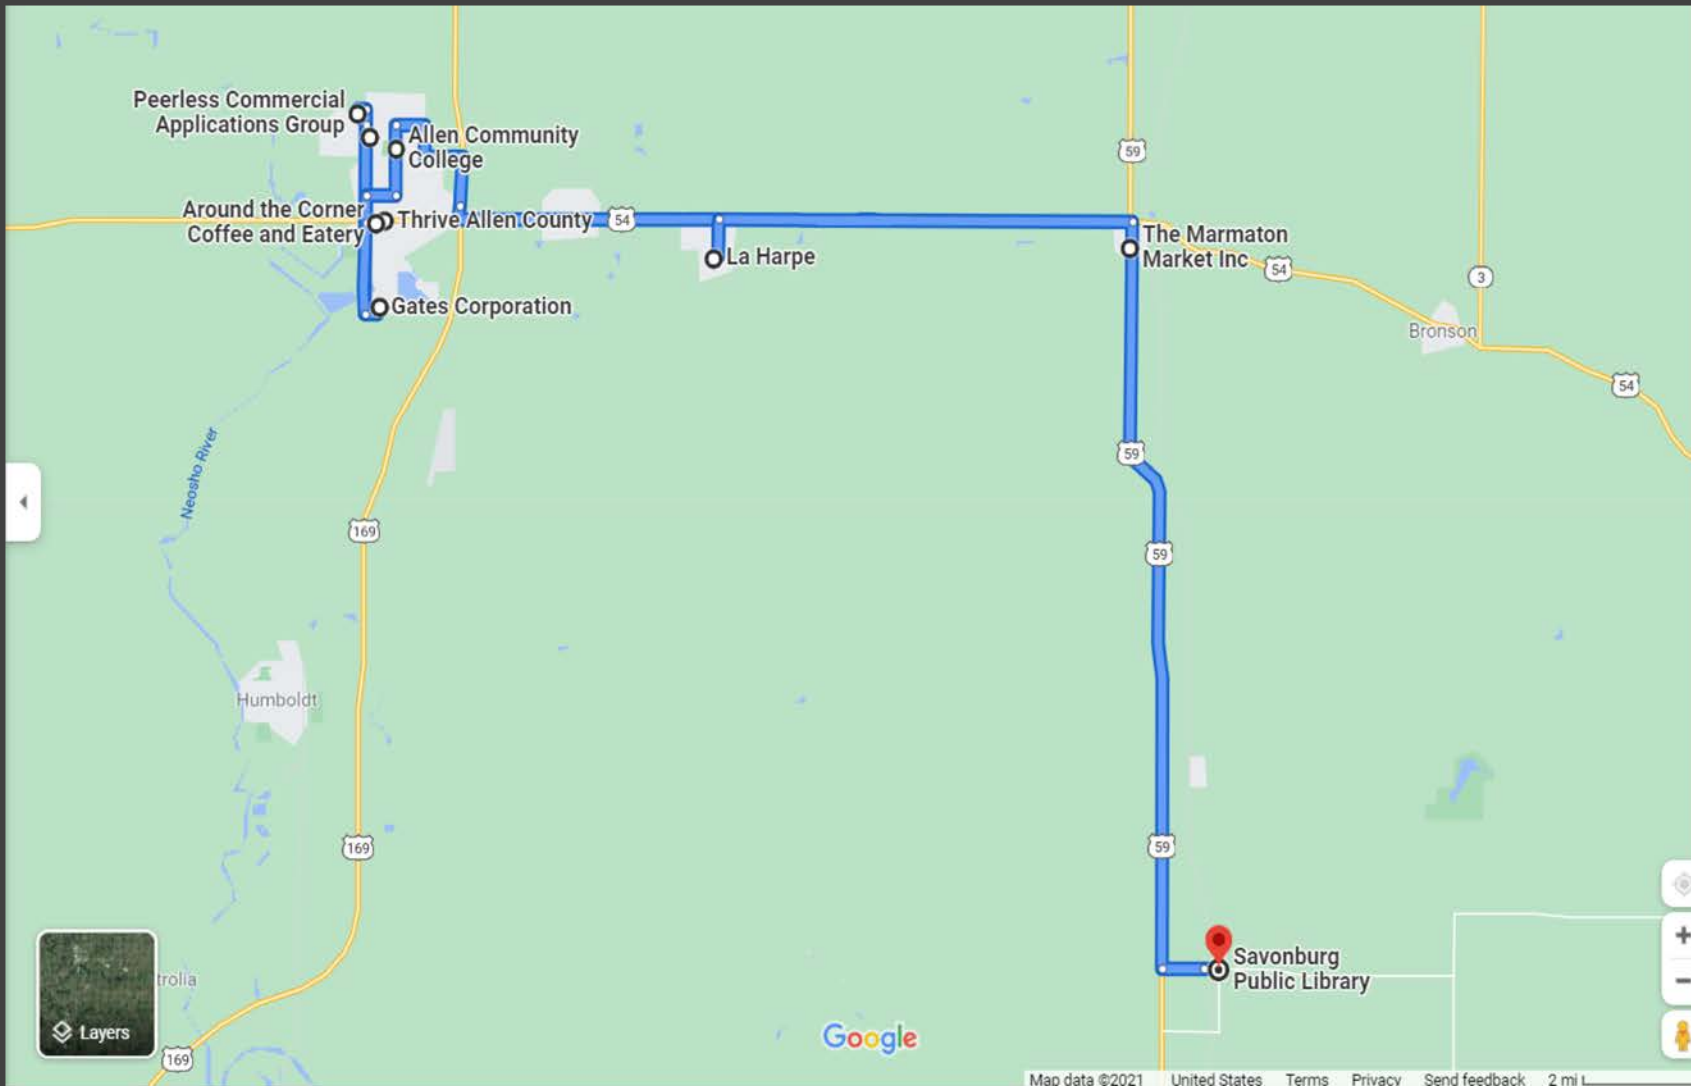 Peerless Commercial
Applications Group
Allen Community
College
59
Around the Corner
Coffee and Eatery
Thrive Allen County
54
La Harpe
The Marmaton
Market Inc
54
3
Gates Corporation
Bronson
54
Neosho River
59
169
59
Humboldt
169
59
Savonburg
Public Library
trolia
Layers
Google
169
Map data ©2021 United States Terms Privacy Send feedback 2 mi